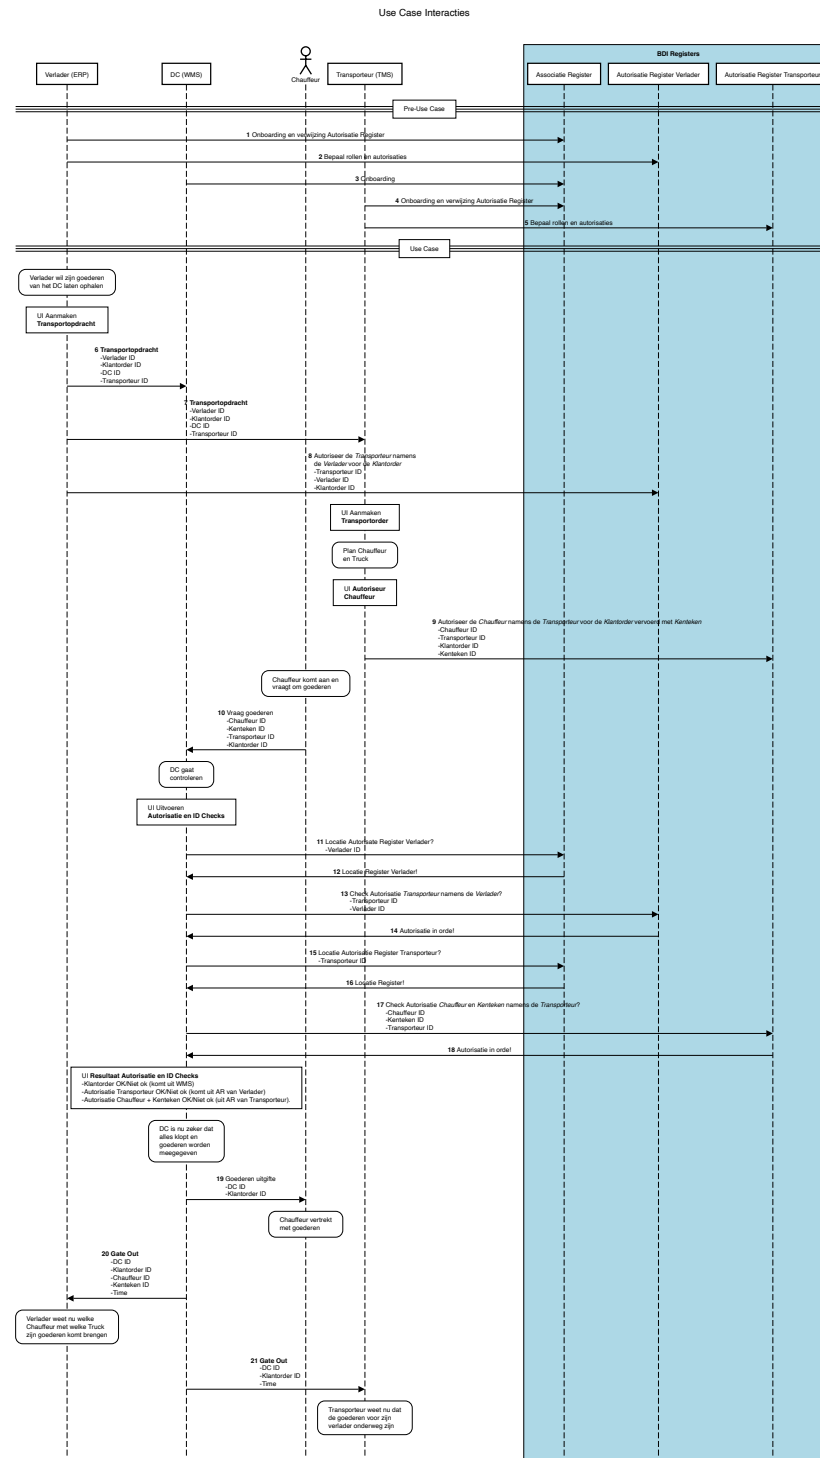 Use Case Interacties
BDI Registers
Verlader (ERP)
DC (WMS)
Chauffeur
Transporteur (TMS)
Associatie Register
Autorisatie Register Verlader
Autorisatie Register Transporteur
Pre-Use Case
1 Onboarding en verwijzing Autorisatie Register
2 Bepaal rollen en autorisaties
3 Onboarding
4 Onboarding en verwijzing Autorisatie Register
5 Bepaal rollen en autorisaties
Use Case
Verlader wil zijn goederen
van het DC laten ophalen
UI Aanmaken
Transportopdracht
6 Transportopdracht
-Verlader ID
-Klantorder ID
-DC ID
-Transporteur ID
7 Transportopdracht
-Verlader ID
-Klantorder ID
-DC ID
-Transporteur ID
8 Autoriseer de Transporteur namens
de Verlader voor de Klantorder
-Transporteur ID
-Verlader ID
-Klantorder ID
UI Aanmaken
Transportorder
Plan Chauffeur
en Truck
UI Autoriseur
Chauffeur
9 Autoriseer de Chauffeur namens de Transporteur voor de Klantorder vervoerd met Kenteken
-Chauffeur ID
-Transporteur ID
-Klantorder ID
-Kenteken ID
Chauffeur komt aan en
vraagt om goederen
10 Vraag goederen
-Chauffeur ID
-Kenteken ID
-Transporteur ID
-Klantorder ID
DC gaat
controleren
UI Uitvoeren
Autorisatie en ID Checks
11 Locatie Autorisate Register Verlader?
-Verlader ID
12 Locatie Register Verlader!
13 Check Autorisatie Transporteur namens de Verlader?
-Transporteur ID
-Verlader ID
14 Autorisatie in orde!
15 Locatie Autorisatie Register Transporteur?
-Transporteur ID
16 Locatie Register!
17 Check Autorisatie Chauffeur en Kenteken namens de Transporteur?
-Chauffeur ID
-Kenteken ID
-Transporteur ID
18 Autorisatie in orde!
UI Resultaat Autorisatie en ID Checks
-Klantorder OK/Niet ok (komt uit WMS)
-Autorisatie Transporteur OK/Niet ok (komt uit AR van Verlader)
-Autorisatie Chauffeur + Kenteken OK/Niet ok (uit AR van Transporteur).
DC is nu zeker dat
alles klopt en
goederen worden
meegegeven
19 Goederen uitgifte
-DC ID
-Klantorder ID
Chauffeur vertrekt
met goederen
20 Gate Out
-DC ID
-Klantorder ID
-Chauffeur ID
-Kenteken ID
-Time
Verlader weet nu welke
Chauffeur met welke Truck
zijn goederen komt brengen
21 Gate Out
-DC ID
-Klantorder ID
-Time
Transporteur weet nu dat
de goederen voor zijn
verlader onderweg zijn